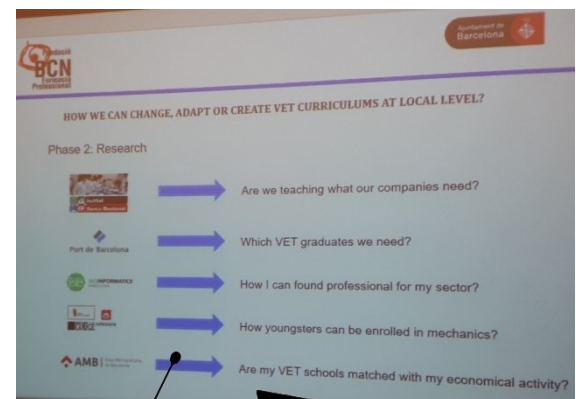 Fundació
BCN
Formació
Professional
Ajuntament de
Barcelona
HOW WE CAN CHANGE, ADAPT OR CREATE VET CURRICULUMS AT LOCAL LEVEL?
Phase 2: Research
Institut
Are we teaching what our companies need?
Port de Barcelona
Which VET graduates we need?
BIOINFORMATICS
How I can found professional for my sector?
How youngsters can be enrolled in mechanics?
AMB
Are my VET schools matched with my economical activity?